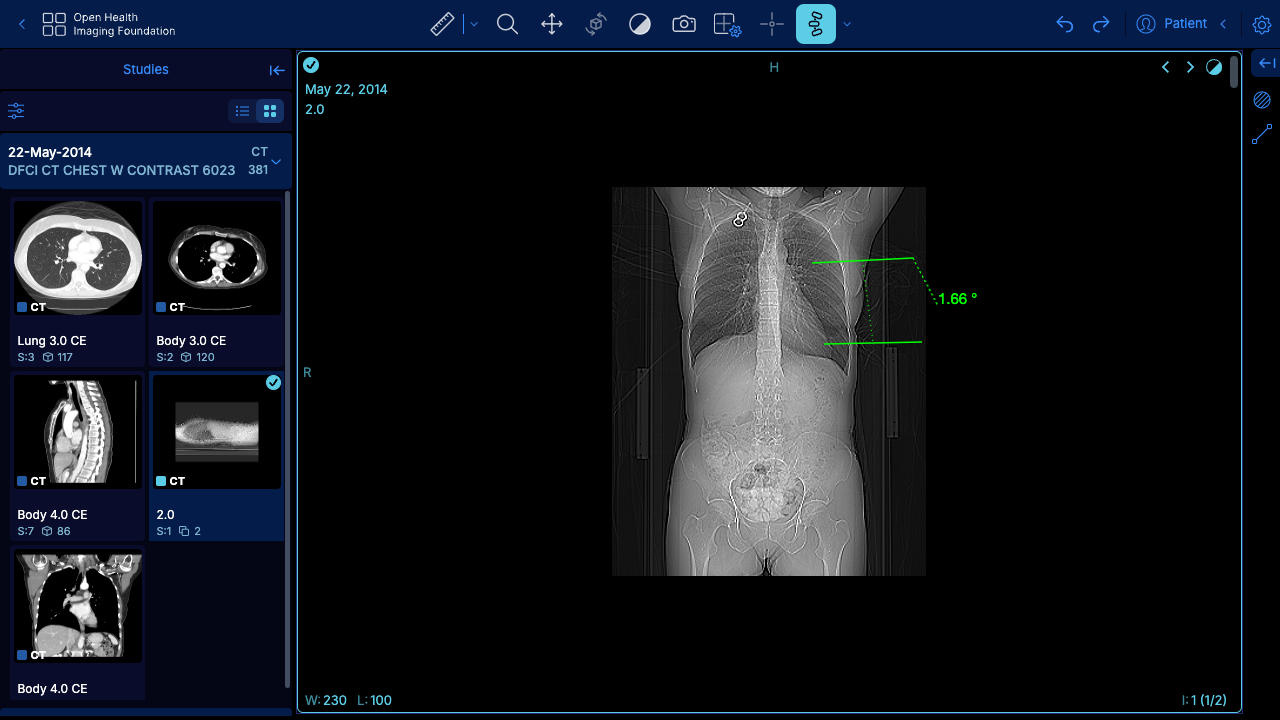 Open Health
Imaging Foundation
Patient
Studies
22-May-2014
CT
DFCI CT CHEST W CONTRAST 6023
381
CT
CT
Lung 3.0 CE
Body 3.0 CE
S:3 117
S:2 120
CT
CT
Body 4.0 CE
2.0
S:7 86
S:1 2
CT
Body 4.0 CE
H
May 22, 2014
2.0
1.66 °
R
W: 230 L: 100
I: 1 (1/2)